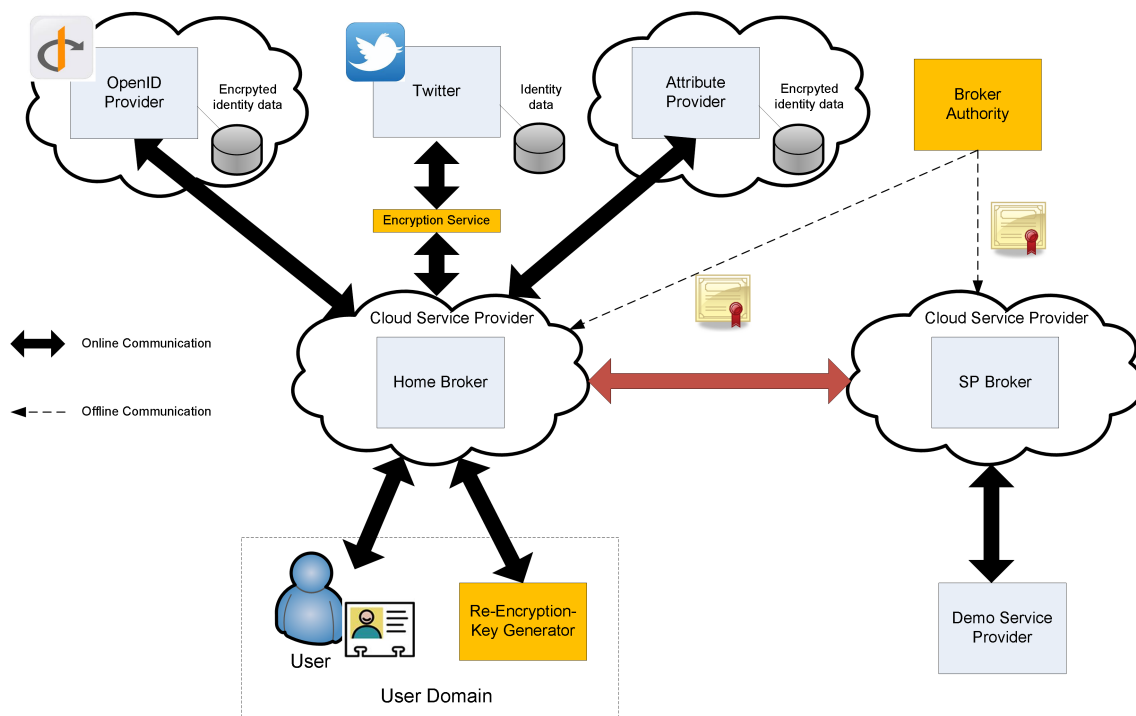 OpenID
Provider
Encrpyted
identity data
Twitter
Identity
data
Attribute
Provider
Encrpyted
identity data
Broker
Authority
Encryption Service
Cloud Service Provider
Home Broker
Cloud Service Provider
SP Broker
Online Communication
Offline Communication
User
Re-Encryption-
Key Generator
User Domain
Demo Service
Provider